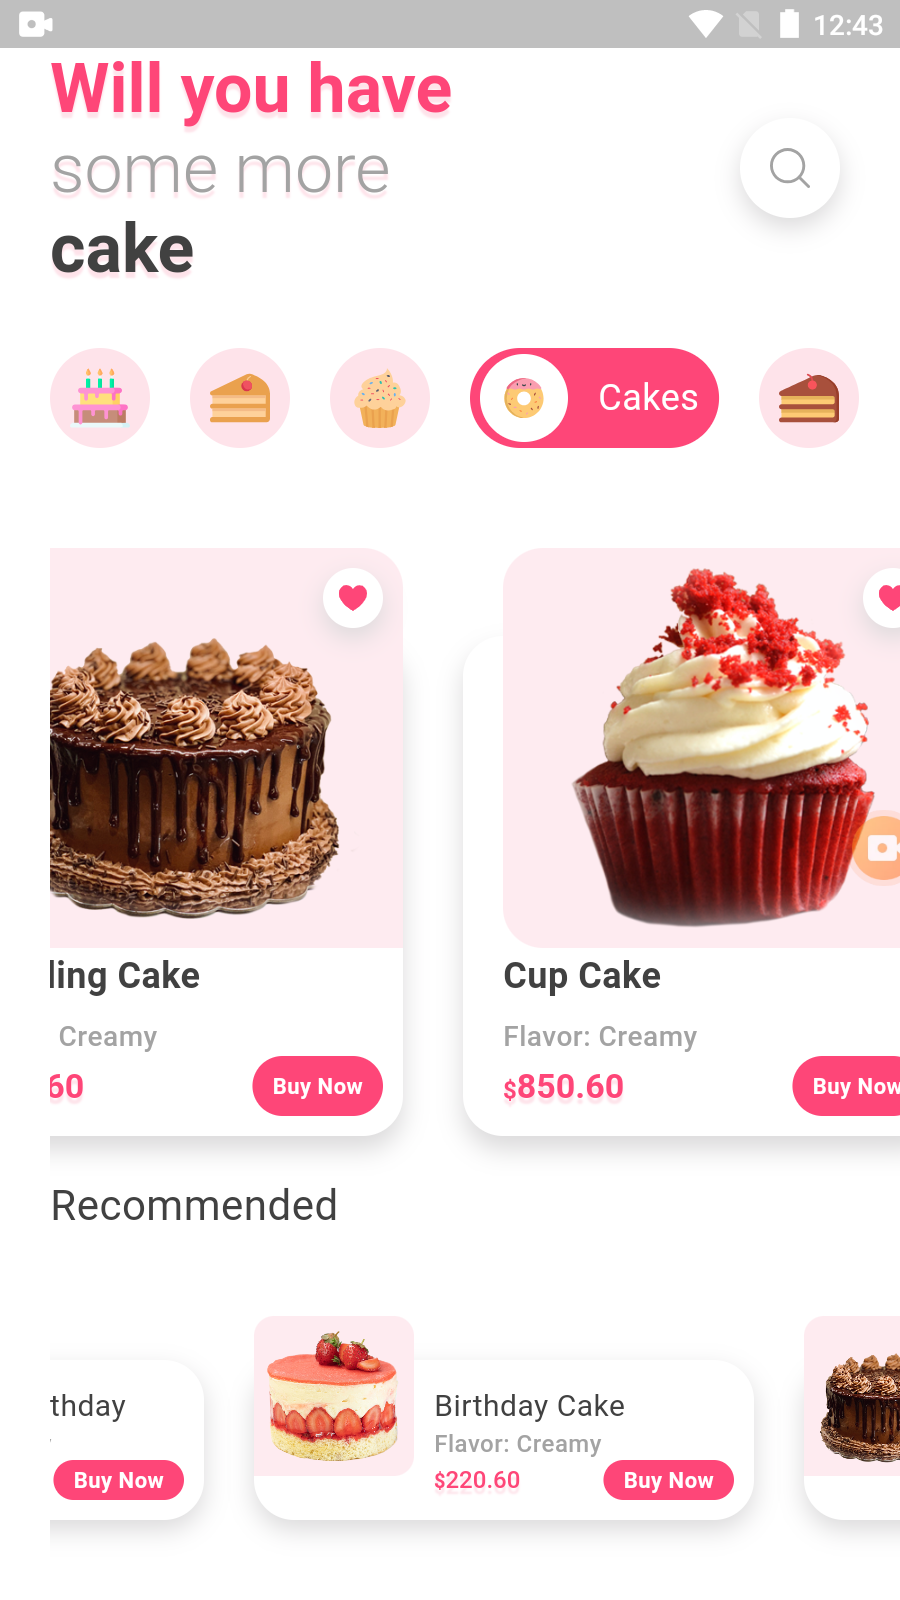 12:43
Will you have
some more
cake
Cakes
ling Cake
Creamy
60
Buy Now
Cup Cake
Flavor: Creamy
$850.60
Buy Now
Recommended
thday
Buy Now
Birthday Cake
Flavor: Creamy
$220.60
Buy Now